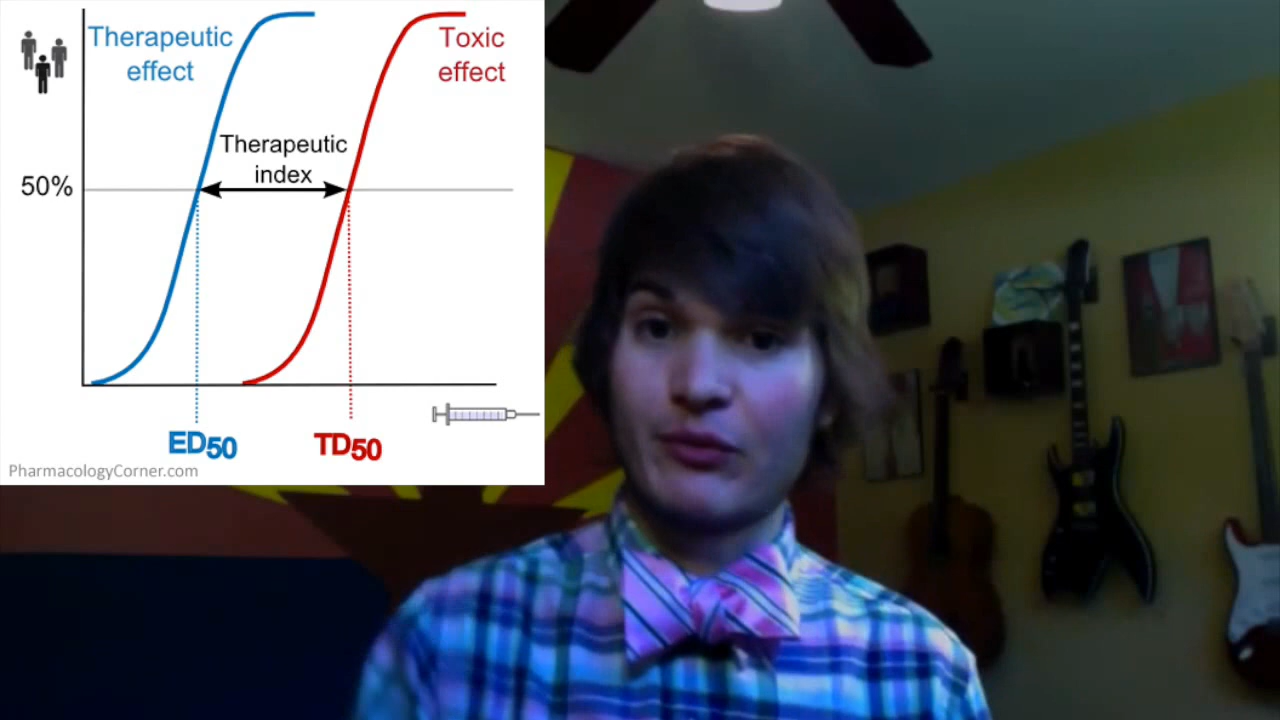 Therapeutic
effect
Toxic
effect
Therapeutic
index
50%
ED50
TD50
PharmacologyCorner.com